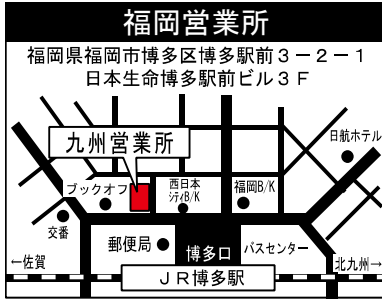 福岡営業所
福岡県福岡市博多区博多駅前3-2-1
日本生命博多駅前ビル3F
日航ホテル
九州営業所
ブックオフ
西日本
シティB/K
福岡B/K
交番
郵便局
博多口
バスセンター
←佐賀
北九州→
JR博多駅